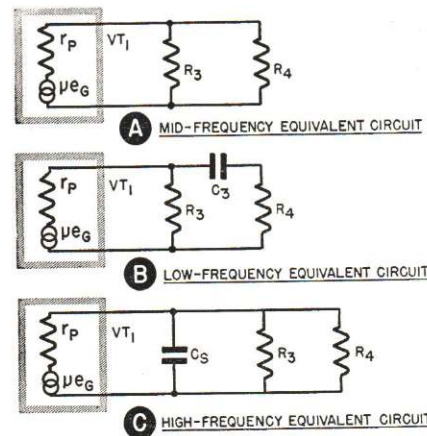 rP VT1
R3 R4
μeG
A MID-FREQUENCY EQUIVALENT CIRCUIT
C3
rP VT1
R3 R4
μeG
B LOW-FREQUENCY EQUIVALENT CIRCUIT
rP VT1
CS R3 R4
μeG
C HIGH-FREQUENCY EQUIVALENT CIRCUIT